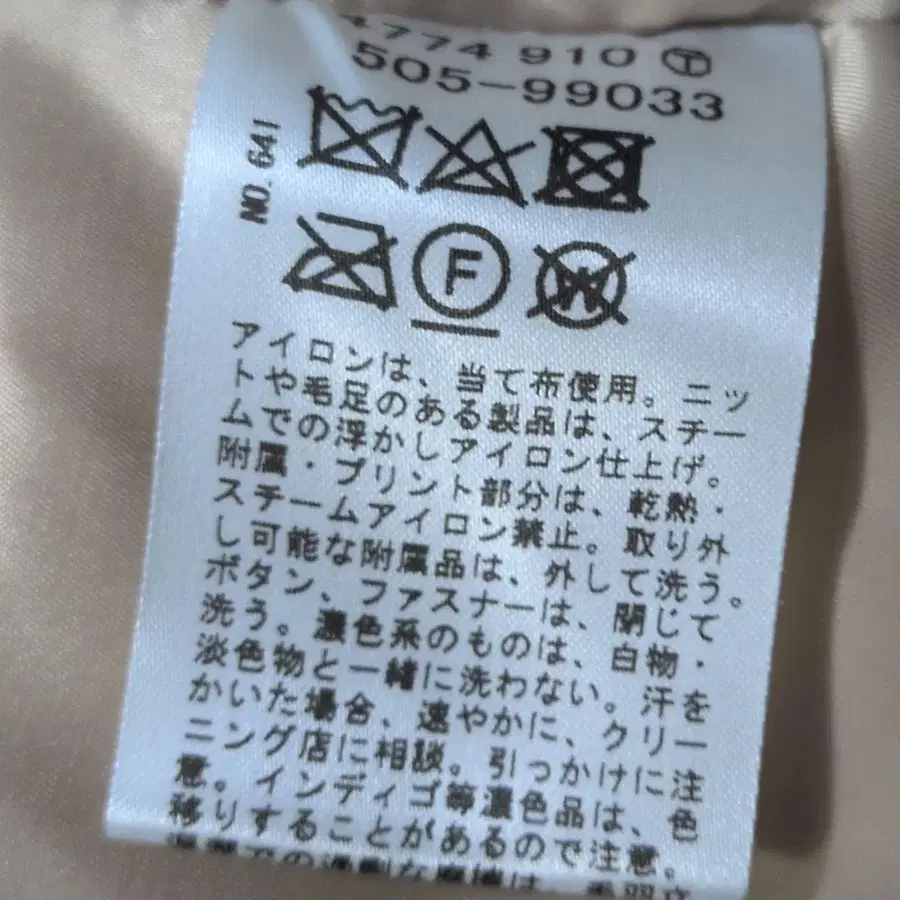 4774 910 Ⓣ
505-99033
NO. 641
F
W
アイロンは、当て布使用。ニッ
トや毛足のある製品は、スチー
ムでの浮かしアイロン仕上げ。
附属・プリント部分は、乾熱・
スチームアイロン禁止。取り外
し可能な附属品は、外して洗う。
ボタン、ファスナーは、閉じて
洗う。濃色系のものは、白物・
淡色物と一緒に洗わない。汗を
かいた場合、速やかに、クリー
ニング店に相談。引っかけに注
意。インディゴ等濃色品は、色
移りすることがあるので注意。